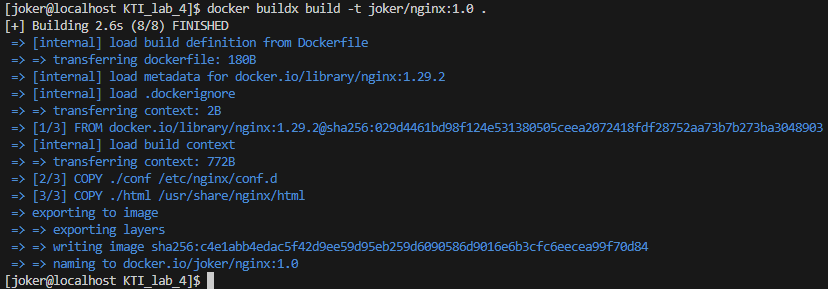 [joker@localhost KTI_lab_4]$ docker buildx build -t joker/nginx:1.0 .
[+] Building 2.6s (8/8) FINISHED
=> [internal] load build definition from Dockerfile
=> => transferring dockerfile: 180B
=> [internal] load metadata for docker.io/library/nginx:1.29.2
=> [internal] load .dockerignore
=> => transferring context: 2B
=> [1/3] FROM docker.io/library/nginx:1.29.2@sha256:029d4461bd98f124e531380505ceea2072418fdf28752aa73b7b273ba3048903
=> [internal] load build context
=> => transferring context: 772B
=> [2/3] COPY ./conf /etc/nginx/conf.d
=> [3/3] COPY ./html /usr/share/nginx/html
=> exporting to image
=> => exporting layers
=> => writing image sha256:c4e1abb4edac5f42d9ee59d95eb259d6090586d9016e6b3cfc6eecea99f70d84
=> => naming to docker.io/joker/nginx:1.0
[joker@localhost KTI_lab_4]$